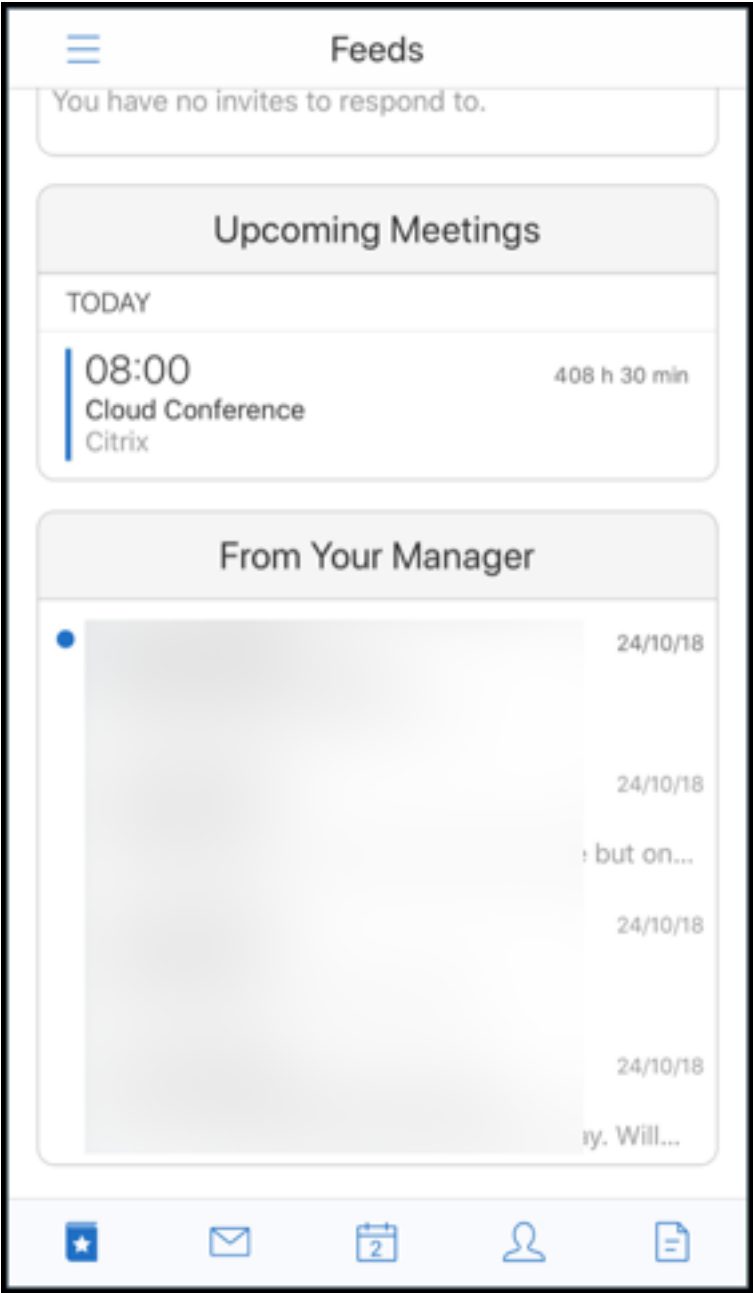 Feeds
You have no invites to respond to.
Upcoming Meetings
TODAY
08:00
408 h 30 min
Cloud Conference
Citrix
From Your Manager
24/10/18
24/10/18
but on...
24/10/18
24/10/18
Will...
2